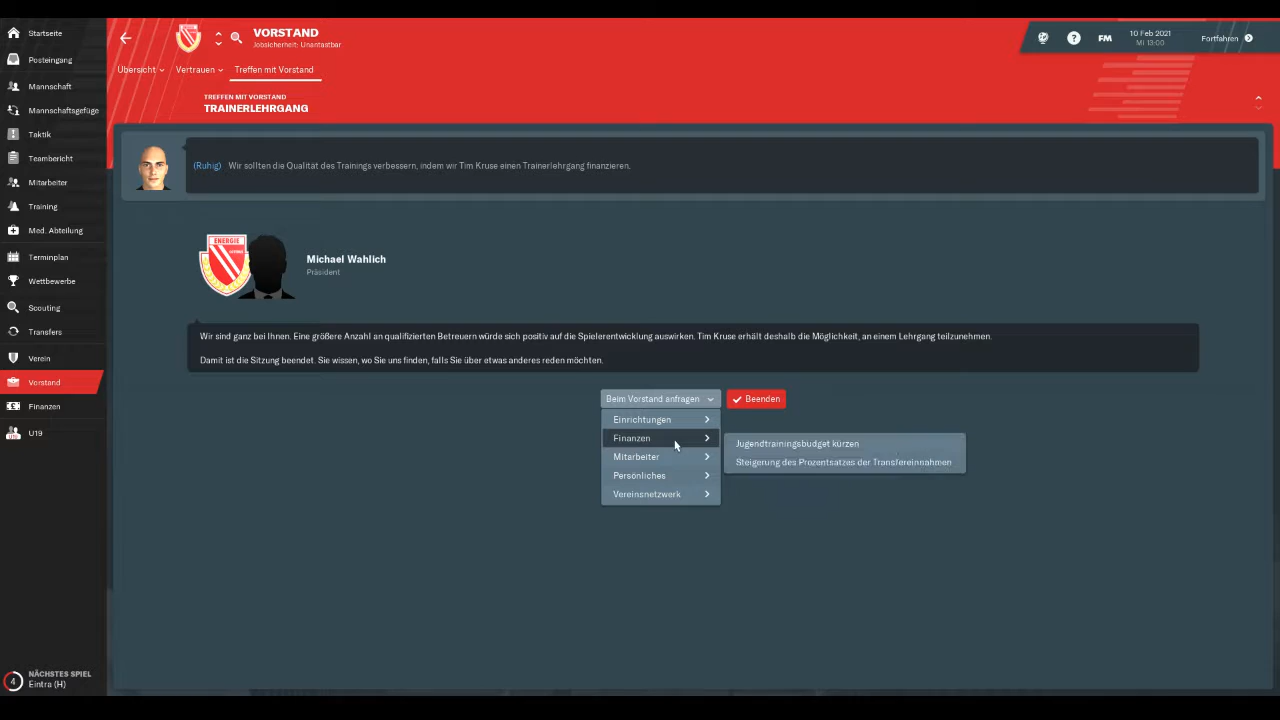 Startseite
Posteingang
Mannschaft
Mannschaftsgefüge
Taktik
Teambericht
Mitarbeiter
Training
Med. Abteilung
Terminplan
Wettbewerbe
Scouting
Transfers
Verein
Vorstand
Finanzen
U19
U19
NÄCHSTES SPIEL
4
Eintra (H)
VORSTAND
Jobsicherheit: Unantastbar
?
FM
10 Feb 2021
Mi 13:00
Fortfahren
Übersicht
Vertrauen
Treffen mit Vorstand
TREFFEN MIT VORSTAND
TRAINERLEHRGANG
(Ruhig) Wir sollten die Qualität des Trainings verbessern, indem wir Tim Kruse einen Trainerlehrgang finanzieren.
ENERGIE
Michael Wahlich
Präsident
Wir sind ganz bei Ihnen. Eine größere Anzahl an qualifizierten Betreuern würde sich positiv auf die Spielerentwicklung auswirken. Tim Kruse erhält deshalb die Möglichkeit, an einem Lehrgang teilzunehmen.
Damit ist die Sitzung beendet. Sie wissen, wo Sie uns finden, falls Sie über etwas anderes reden möchten.
Beim Vorstand anfragen
Beenden
Einrichtungen
Finanzen
Mitarbeiter
Persönliches
Vereinsnetzwerk
Jugendtrainingsbudget kürzen
Steigerung des Prozentsatzes der Transfereinnahmen